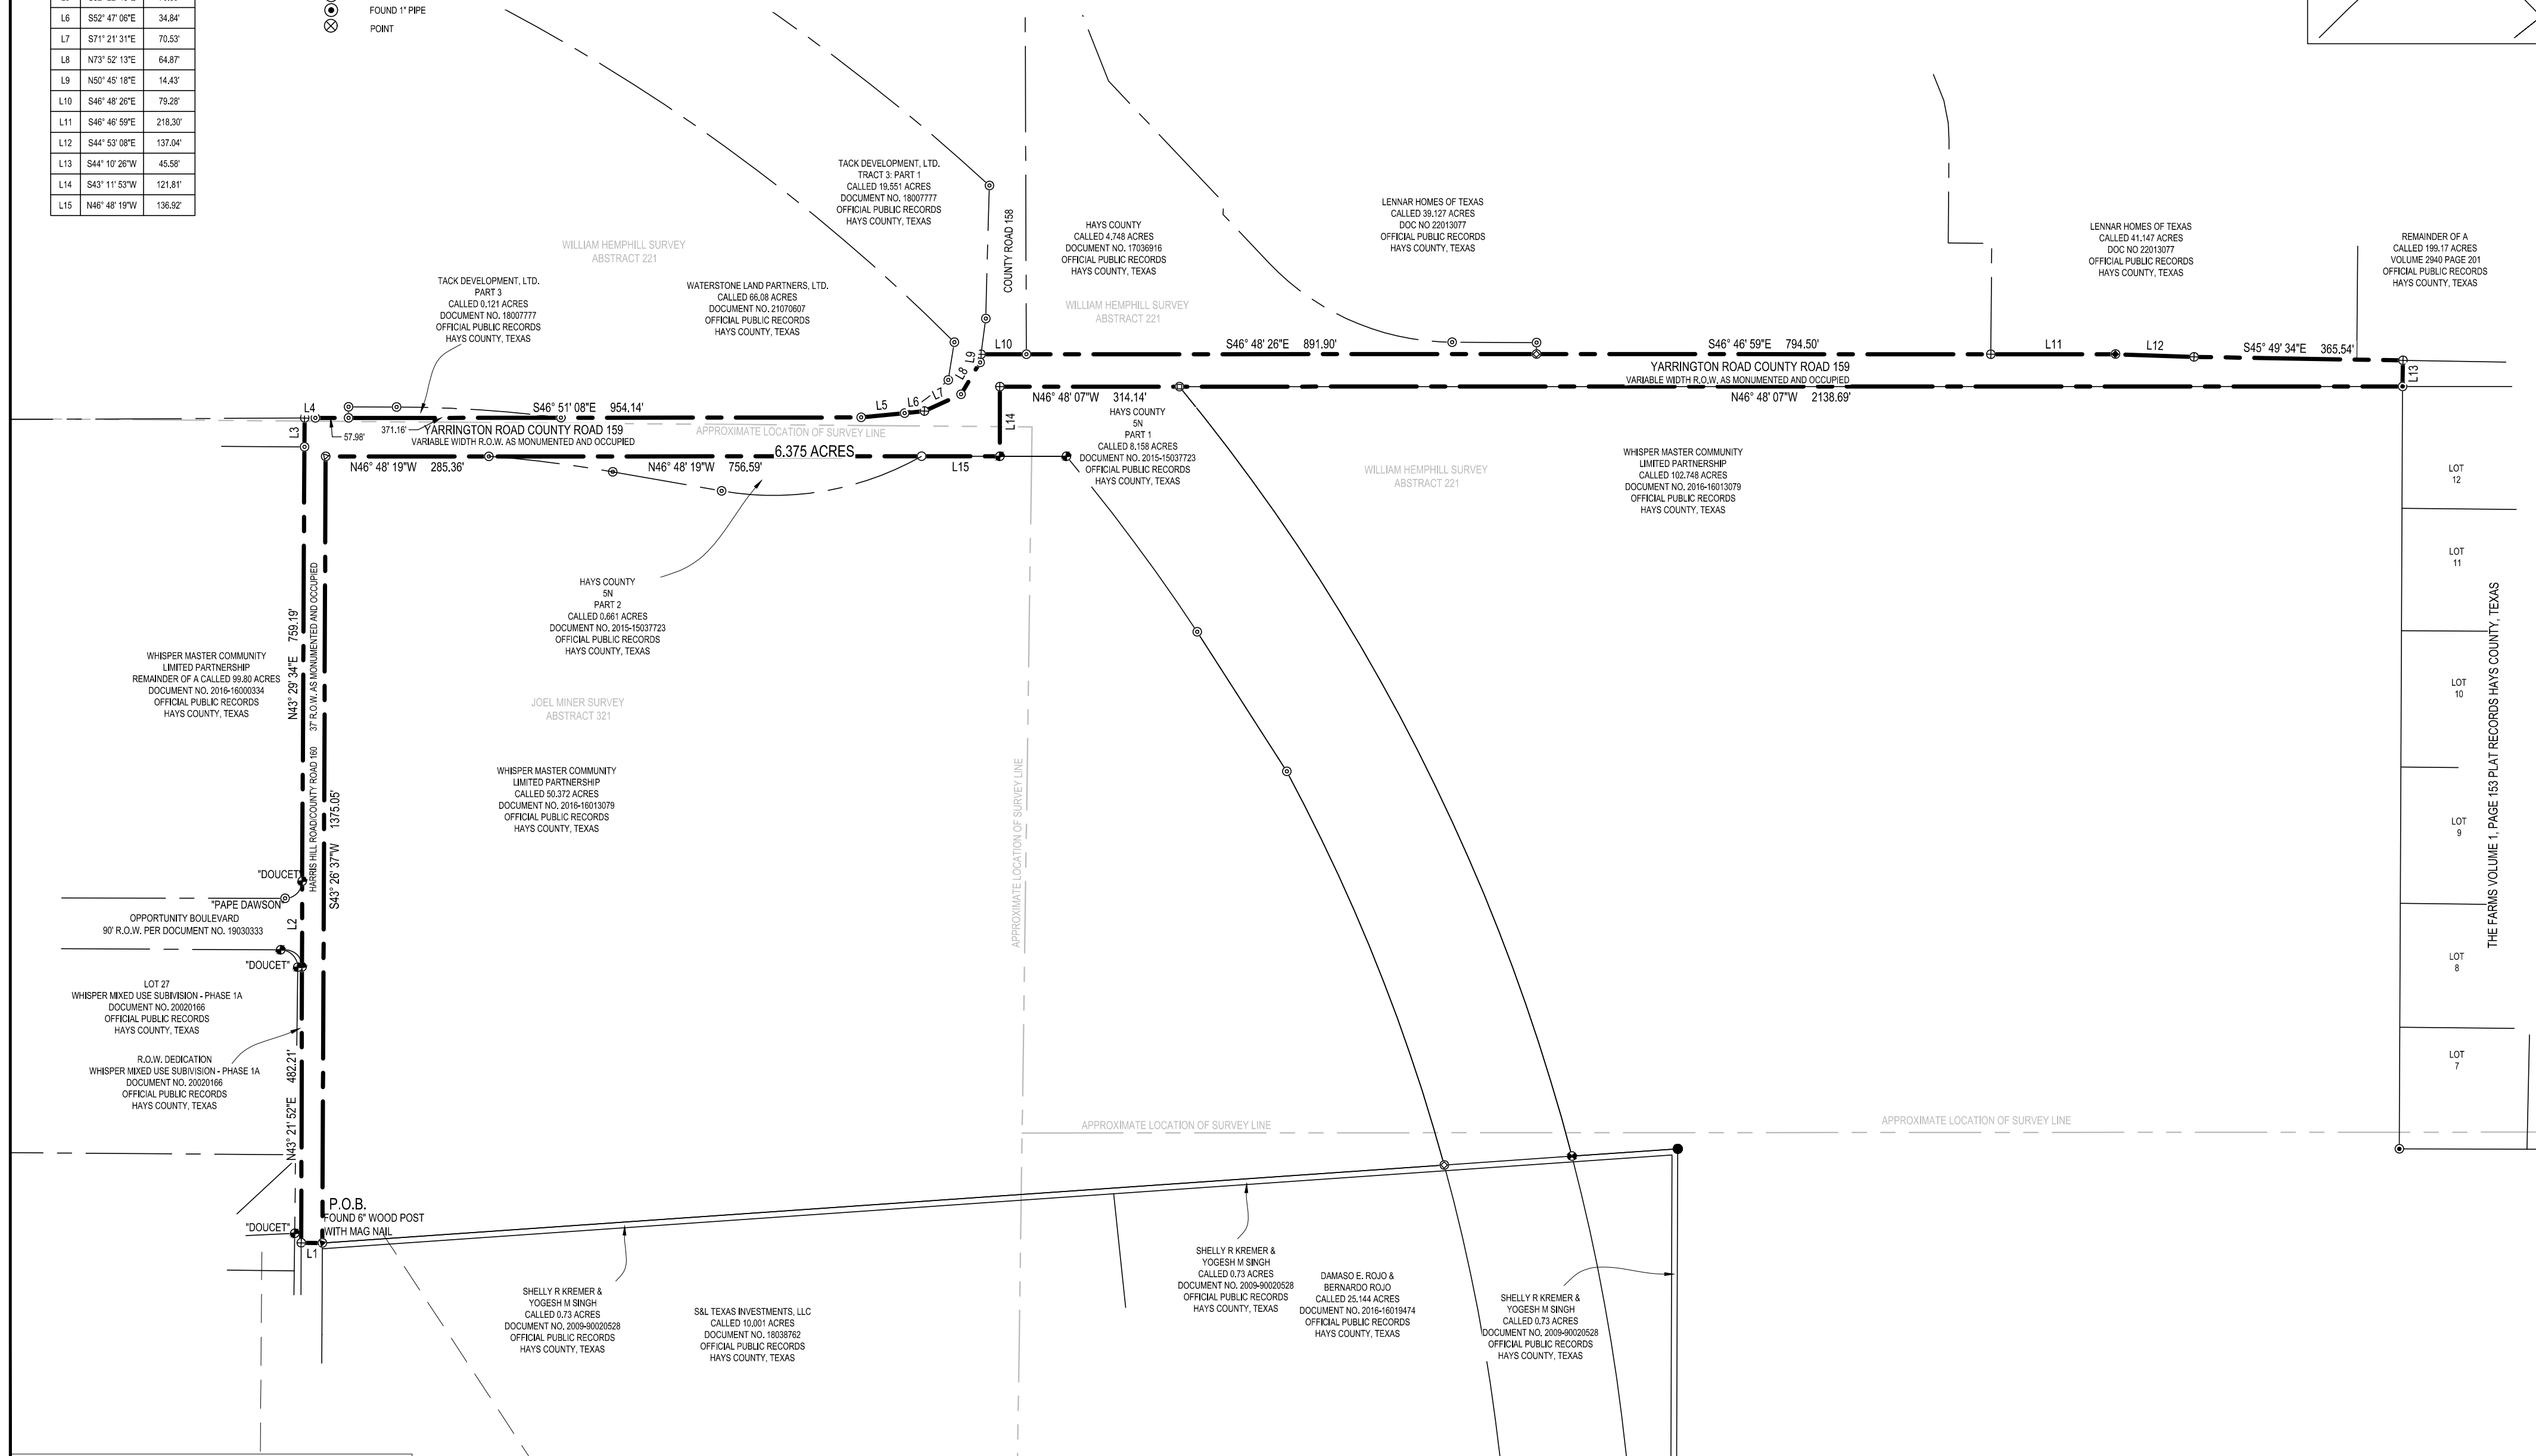 L6 S52° 47' 06"E 34.84'
L7 S71° 21' 31"E 70.53'
L8 N73° 52' 13"E 64.87'
L9 N50° 45' 18"E 14.43'
L10 S46° 48' 26"E 79.28'
L11 S46° 46' 59"E 218.30'
L12 S44° 53' 08"E 137.04'
L13 S44° 10' 26"W 45.58'
L14 S43° 11' 53"W 121.81'
L15 N46° 48' 19"W 136.92'
FOUND 1" PIPE
POINT
TACK DEVELOPMENT, LTD.
TRACT 3: PART 1
CALLED 19.551 ACRES
DOCUMENT NO. 18007777
OFFICIAL PUBLIC RECORDS
HAYS COUNTY, TEXAS
WILLIAM HEMPHILL SURVEY
ABSTRACT 221
TACK DEVELOPMENT, LTD.
PART 3
CALLED 0.121 ACRES
DOCUMENT NO. 18007777
OFFICIAL PUBLIC RECORDS
HAYS COUNTY, TEXAS
WATERSTONE LAND PARTNERS, LTD.
CALLED 66.08 ACRES
DOCUMENT NO. 21070607
OFFICIAL PUBLIC RECORDS
HAYS COUNTY, TEXAS
COUNTY ROAD 158
HAYS COUNTY
CALLED 4.748 ACRES
DOCUMENT NO. 17036916
OFFICIAL PUBLIC RECORDS
HAYS COUNTY, TEXAS
WILLIAM HEMPHILL SURVEY
ABSTRACT 221
LENNAR HOMES OF TEXAS
CALLED 39.127 ACRES
DOC NO 22013077
OFFICIAL PUBLIC RECORDS
HAYS COUNTY, TEXAS
LENNAR HOMES OF TEXAS
CALLED 41.147 ACRES
DOC NO 22013077
OFFICIAL PUBLIC RECORDS
HAYS COUNTY, TEXAS
REMAINDER OF A
CALLED 199.17 ACRES
VOLUME 2940 PAGE 201
OFFICIAL PUBLIC RECORDS
HAYS COUNTY, TEXAS
L10
S46° 48' 26"E 891.90'
S46° 46' 59"E 794.50'
L11
L12
S45° 49' 34"E 365.54'
L13
L9
L8
L7
L6
L5
YARRINGTON ROAD COUNTY ROAD 159
VARIABLE WIDTH R.O.W. AS MONUMENTED AND OCCUPIED
N46° 48' 07"W 314.14'
N46° 48' 07"W 2138.69'
L4
S46° 51' 08"E 954.14'
L3
57.98'
371.16'
YARRINGTON ROAD COUNTY ROAD 159
VARIABLE WIDTH R.O.W. AS MONUMENTED AND OCCUPIED
APPROXIMATE LOCATION OF SURVEY LINE
6.375 ACRES
L14
N46° 48' 19"W 285.36'
N46° 48' 19"W 756.59'
L15
HAYS COUNTY
5N
PART 1
CALLED 8.158 ACRES
DOCUMENT NO. 2015-15037723
OFFICIAL PUBLIC RECORDS
HAYS COUNTY, TEXAS
WILLIAM HEMPHILL SURVEY
ABSTRACT 221
WHISPER MASTER COMMUNITY
LIMITED PARTNERSHIP
CALLED 102.748 ACRES
DOCUMENT NO. 2016-16013079
OFFICIAL PUBLIC RECORDS
HAYS COUNTY, TEXAS
LOT
12
LOT
11
LOT
10
LOT
9
LOT
8
LOT
7
THE FARMS VOLUME 1, PAGE 153 PLAT RECORDS HAYS COUNTY, TEXAS
HAYS COUNTY
5N
PART 2
CALLED 0.661 ACRES
DOCUMENT NO. 2015-15037723
OFFICIAL PUBLIC RECORDS
HAYS COUNTY, TEXAS
JOEL MINER SURVEY
ABSTRACT 321
WHISPER MASTER COMMUNITY
LIMITED PARTNERSHIP
CALLED 50.372 ACRES
DOCUMENT NO. 2016-16013079
OFFICIAL PUBLIC RECORDS
HAYS COUNTY, TEXAS
WHISPER MASTER COMMUNITY
LIMITED PARTNERSHIP
REMAINDER OF A CALLED 99.80 ACRES
DOCUMENT NO. 2016-16000334
OFFICIAL PUBLIC RECORDS
HAYS COUNTY, TEXAS
N43° 29' 34"E 759.19'
HARRIS HILL ROAD/COUNTY ROAD 160 37' R.O.W. AS MONUMENTED AND OCCUPIED
S43° 26' 37"W 1375.05'
APPROXIMATE LOCATION OF SURVEY LINE
"DOUCET"
"PAPE DAWSON"
L2
OPPORTUNITY BOULEVARD
90' R.O.W. PER DOCUMENT NO. 19030333
"DOUCET"
LOT 27
WHISPER MIXED USE SUBIVISION - PHASE 1A
DOCUMENT NO. 20020166
OFFICIAL PUBLIC RECORDS
HAYS COUNTY, TEXAS
R.O.W. DEDICATION
WHISPER MIXED USE SUBIVISION - PHASE 1A
DOCUMENT NO. 20020166
OFFICIAL PUBLIC RECORDS
HAYS COUNTY, TEXAS
N43° 21' 52"E 482.21'
APPROXIMATE LOCATION OF SURVEY LINE
APPROXIMATE LOCATION OF SURVEY LINE
P.O.B.
FOUND 6" WOOD POST
WITH MAG NAIL
"DOUCET"
L1
SHELLY R KREMER &
YOGESH M SINGH
CALLED 0.73 ACRES
DOCUMENT NO. 2009-90020528
OFFICIAL PUBLIC RECORDS
HAYS COUNTY, TEXAS
S&L TEXAS INVESTMENTS, LLC
CALLED 10.001 ACRES
DOCUMENT NO. 18038762
OFFICIAL PUBLIC RECORDS
HAYS COUNTY, TEXAS
SHELLY R KREMER &
YOGESH M SINGH
CALLED 0.73 ACRES
DOCUMENT NO. 2009-90020528
OFFICIAL PUBLIC RECORDS
HAYS COUNTY, TEXAS
DAMASO E. ROJO &
BERNARDO ROJO
CALLED 25.144 ACRES
DOCUMENT NO. 2016-16019474
OFFICIAL PUBLIC RECORDS
HAYS COUNTY, TEXAS
SHELLY R KREMER &
YOGESH M SINGH
CALLED 0.73 ACRES
DOCUMENT NO. 2009-90020528
OFFICIAL PUBLIC RECORDS
HAYS COUNTY, TEXAS